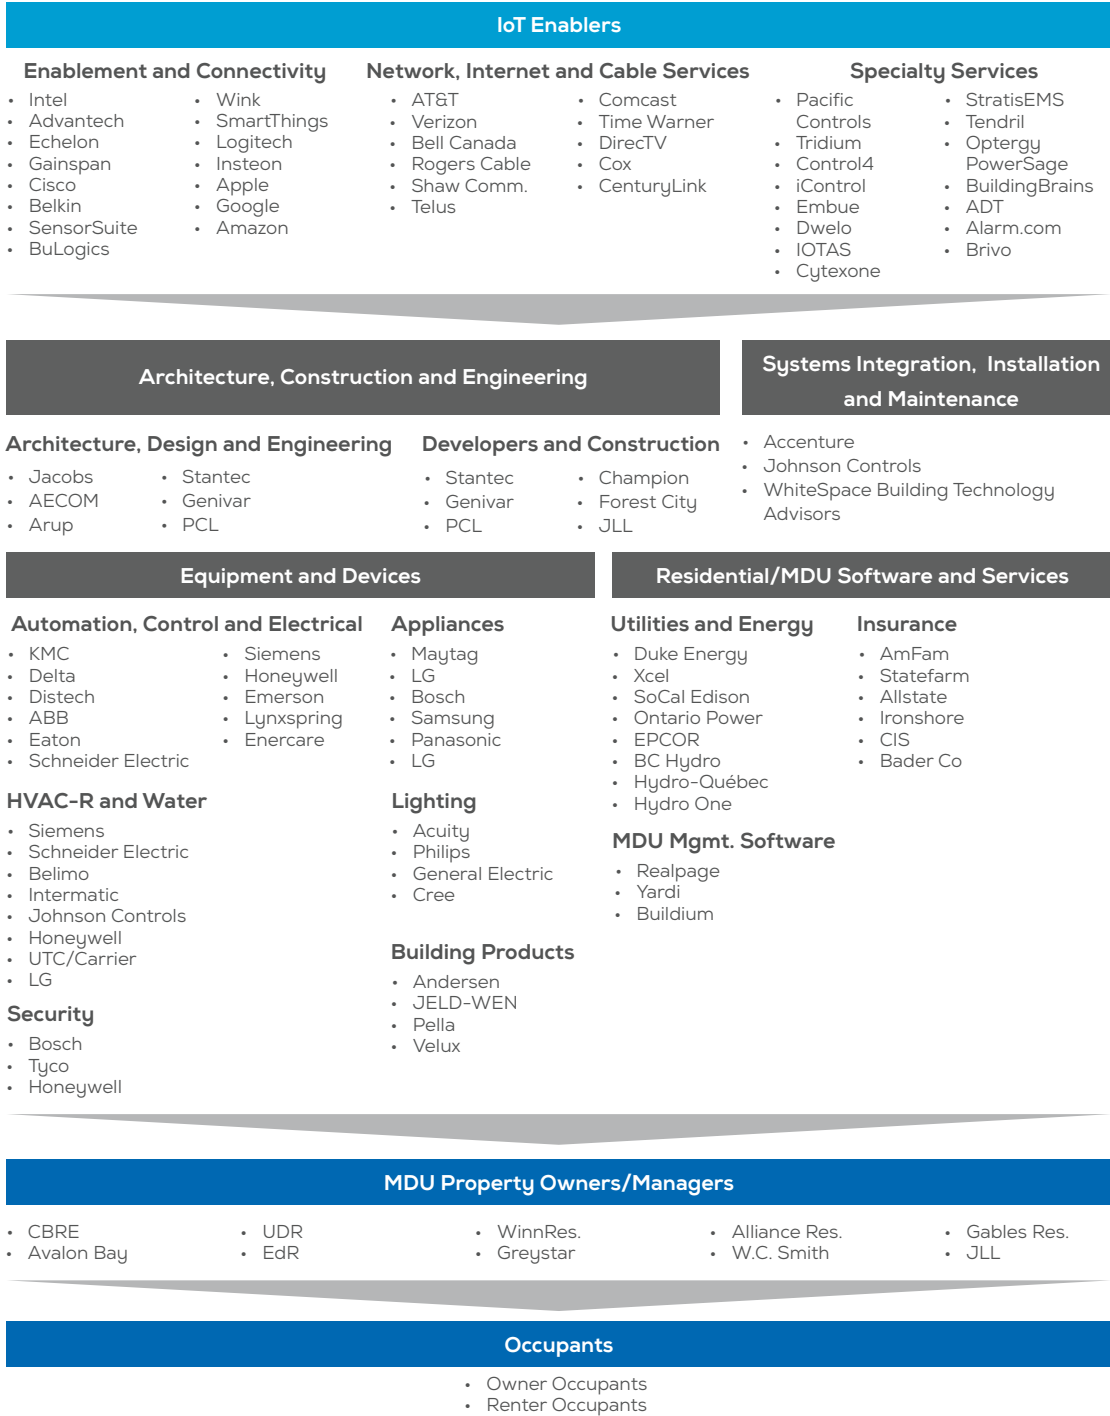 IoT Enablers
Enablement and Connectivity
• Intel
• Advantech
• Echelon
• Gainspan
• Cisco
• Belkin
• SensorSuite
• BuLogics
• Wink
• SmartThings
• Logitech
• Insteon
• Apple
• Google
• Amazon
Network, Internet and Cable Services
• AT&T
• Verizon
• Bell Canada
• Rogers Cable
• Shaw Comm.
• Telus
• Comcast
• Time Warner
• DirecTV
• Cox
• CenturyLink
Specialty Services
• Pacific
Controls
• Tridium
• Control4
• iControl
• Embue
• Dwelo
• IOTAS
• Cytexone
• StratisEMS
• Tendril
• Optergy
PowerSage
• BuildingBrains
• ADT
• Alarm.com
• Brivo
Architecture, Construction and Engineering
Architecture, Design and Engineering
• Jacobs
• AECOM
• Arup
• Stantec
• Genivar
• PCL
Developers and Construction
• Stantec
• Genivar
• PCL
• Champion
• Forest City
• JLL
Systems Integration, Installation
and Maintenance
• Accenture
• Johnson Controls
• WhiteSpace Building Technology
Advisors
Equipment and Devices
Automation, Control and Electrical
• KMC
• Delta
• Distech
• ABB
• Eaton
• Schneider Electric
• Siemens
• Honeywell
• Emerson
• Lynxspring
• Enercare
HVAC-R and Water
• Siemens
• Schneider Electric
• Belimo
• Intermatic
• Johnson Controls
• Honeywell
• UTC/Carrier
• LG
Security
• Bosch
• Tyco
• Honeywell
Appliances
• Maytag
• LG
• Bosch
• Samsung
• Panasonic
• LG
Lighting
• Acuity
• Philips
• General Electric
• Cree
Building Products
• Andersen
• JELD-WEN
• Pella
• Velux
Residential/MDU Software and Services
Utilities and Energy
• Duke Energy
• Xcel
• SoCal Edison
• Ontario Power
• EPCOR
• BC Hydro
• Hydro-Québec
• Hydro One
MDU Mgmt. Software
• Realpage
• Yardi
• Buildium
Insurance
• AmFam
• Statefarm
• Allstate
• Ironshore
• CIS
• Bader Co
MDU Property Owners/Managers
• CBRE
• Avalon Bay
• UDR
• EdR
• WinnRes.
• Greystar
• Alliance Res.
• W.C. Smith
• Gables Res.
• JLL
Occupants
• Owner Occupants
• Renter Occupants